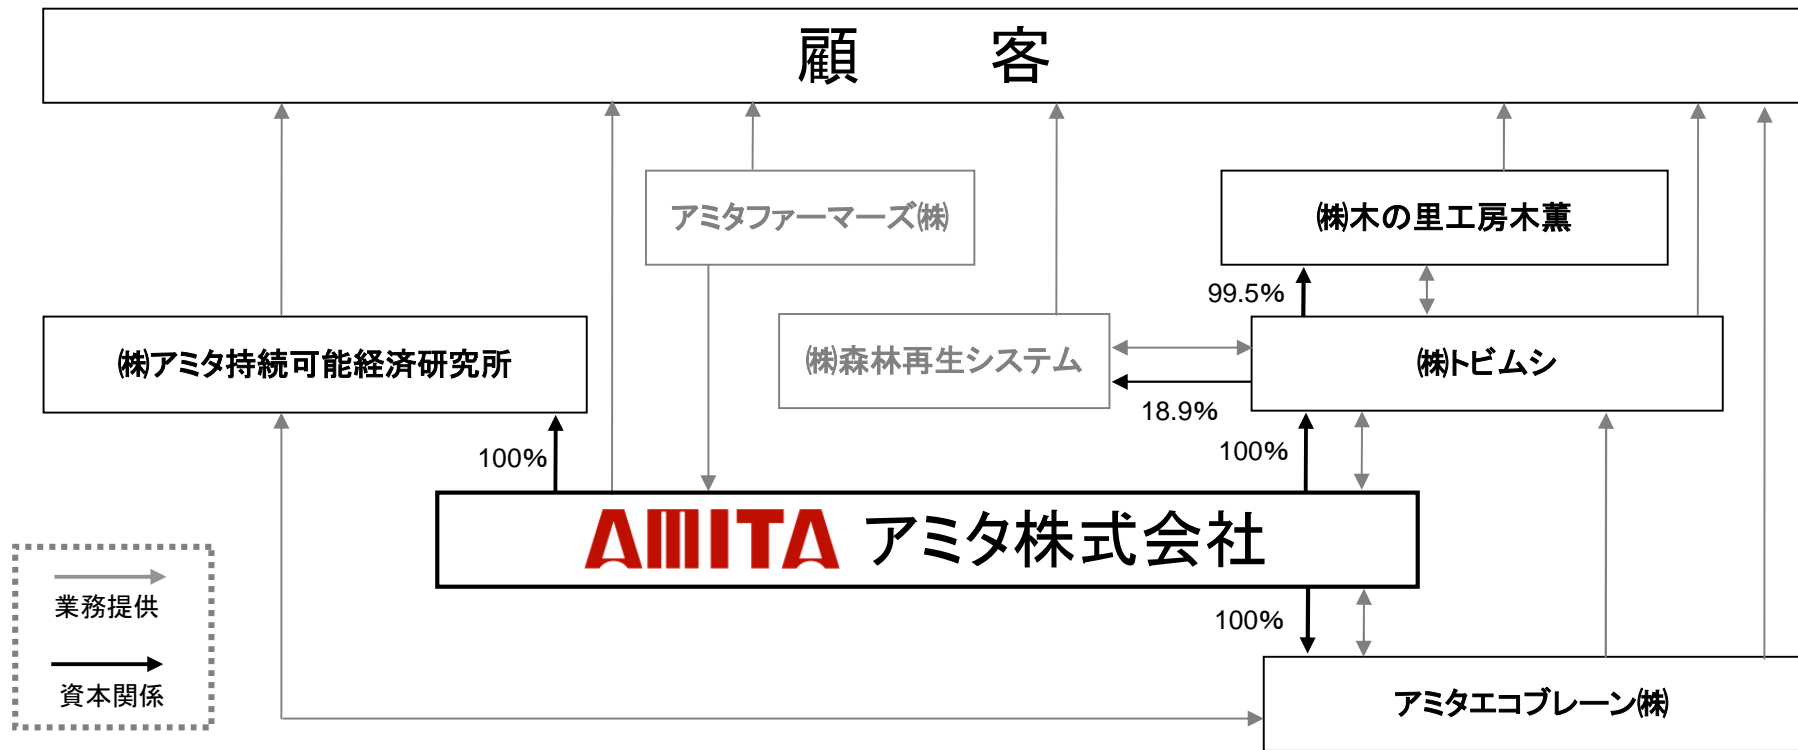 顧 客
アミタファーマーズ㈱
㈱木の里工房木薫
99.5%
㈱アミタ持続可能経済研究所
㈱森林再生システム
㈱トビムシ
18.9%
100%
100%
AMITA アミタ株式会社
業務提供
100%
資本関係
アミタエコブレーン㈱